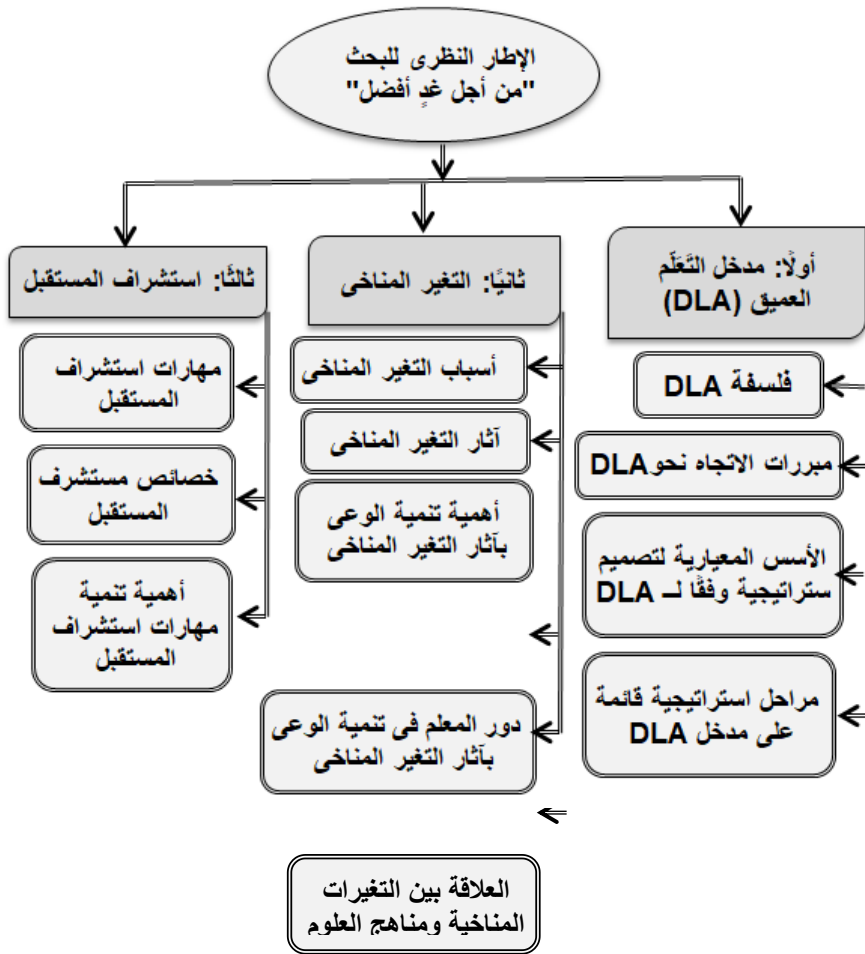 الإطار النظرى للبحث
"من أجل غدٍ أفضل"
أولًا: مدخل التَعَلّم
العميق (DLA)
فلسفة DLA
مبررات الاتجاه نحو DLA
الأسس المعيارية لتصميم
ستراتيجية وفقًا لــ DLA
مراحل استراتيجية قائمة
على مدخل DLA
ثانيًا: التغير المناخى
أسباب التغير المناخى
آثار التغير المناخى
أهمية تنمية الوعى
بآثار التغير المناخى
دور المعلم فى تنمية الوعى
بآثار التغير المناخى
العلاقة بين التغيرات
المناخية ومناهج العلوم
ثالثًا: استشراف المستقبل
مهارات استشراف
المستقبل
خصائص مستشرف
المستقبل
أهمية تنمية
مهارات استشراف
المستقبل